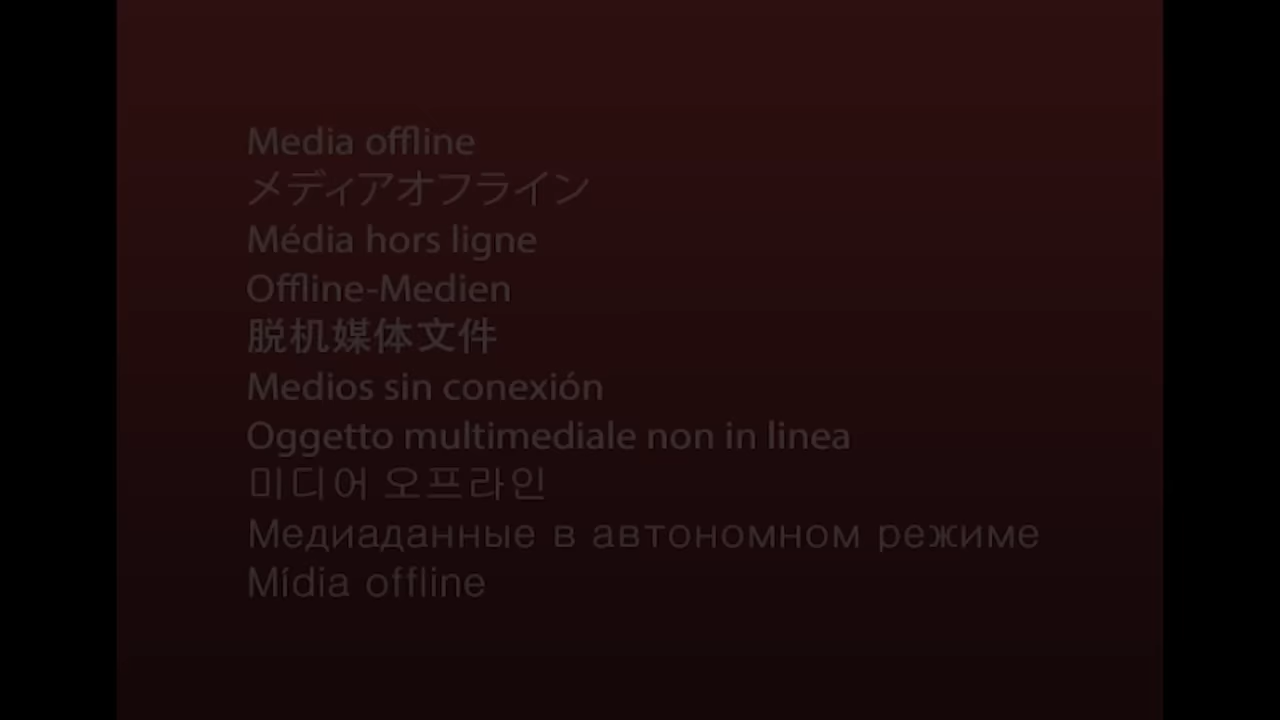 Media offline
メディアオフライン
Média hors ligne
Offline-Medien
脱机媒体文件
Medios sin conexión
Oggetto multimediale non in linea
미디어 오프라인
Медиаданные в автономном режиме
Mídia offline